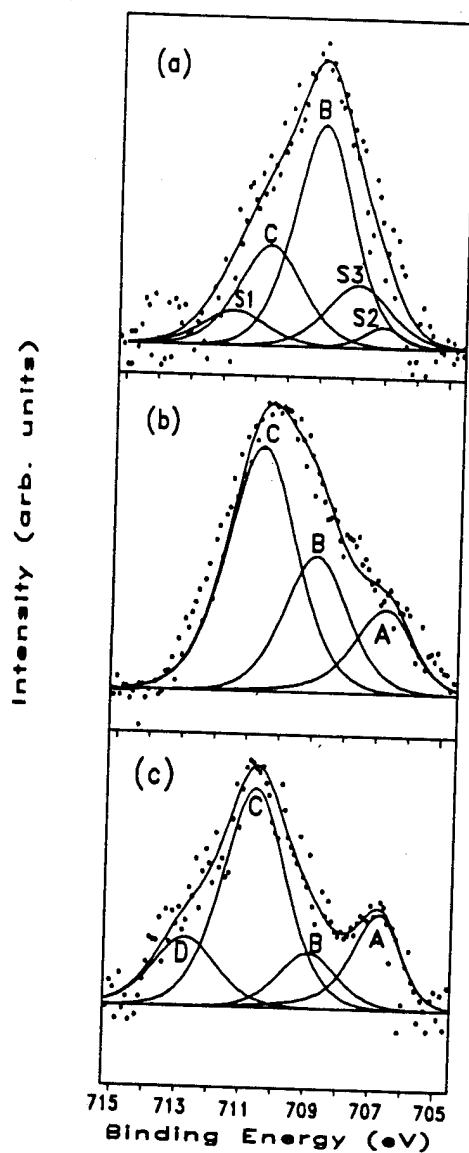 (a)
B
C
S3
S1
S2
(b)
C
B
A
(c)
C
D
B
A
Intensity (arb. units)
715 713 711 709 707 705
Binding Energy (eV)